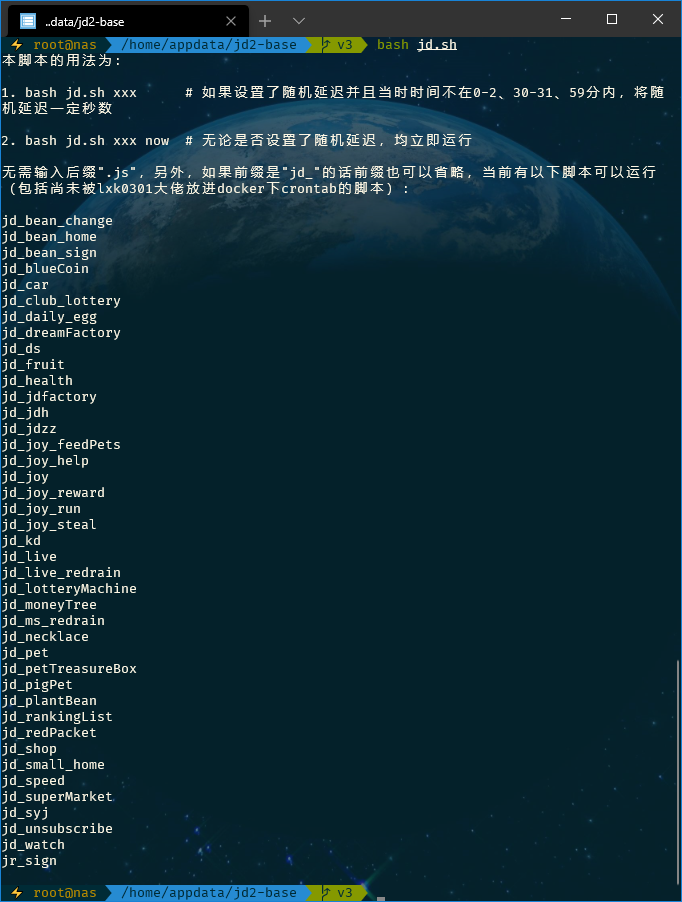 ..data/jd2-base
root@nas /home/appdata/jd2-base v3 bash jd.sh
本脚本的用法为：
1. bash jd.sh xxx      # 如果设置了随机延迟并且当时时间不在0-2、30-31、59分内，将随
机延迟一定秒数
2. bash jd.sh xxx now  # 无论是否设置了随机延迟，均立即运行
无需输入后缀".js"，另外，如果前缀是"jd_"的话前缀也可以省略，当前有以下脚本可以运行
（包括尚未被lxk0301大佬放进docker下crontab的脚本）：
jd_bean_change
jd_bean_home
jd_bean_sign
jd_blueCoin
jd_car
jd_club_lottery
jd_daily_egg
jd_dreamFactory
jd_ds
jd_fruit
jd_health
jd_jdfactory
jd_jdh
jd_jdzz
jd_joy_feedPets
jd_joy_help
jd_joy
jd_joy_reward
jd_joy_run
jd_joy_steal
jd_kd
jd_live
jd_live_redrain
jd_lotteryMachine
jd_moneyTree
jd_ms_redrain
jd_necklace
jd_pet
jd_petTreasureBox
jd_pigPet
jd_plantBean
jd_rankingList
jd_redPacket
jd_shop
jd_small_home
jd_speed
jd_superMarket
jd_syj
jd_unsubscribe
jd_watch
jr_sign
root@nas /home/appdata/jd2-base v3